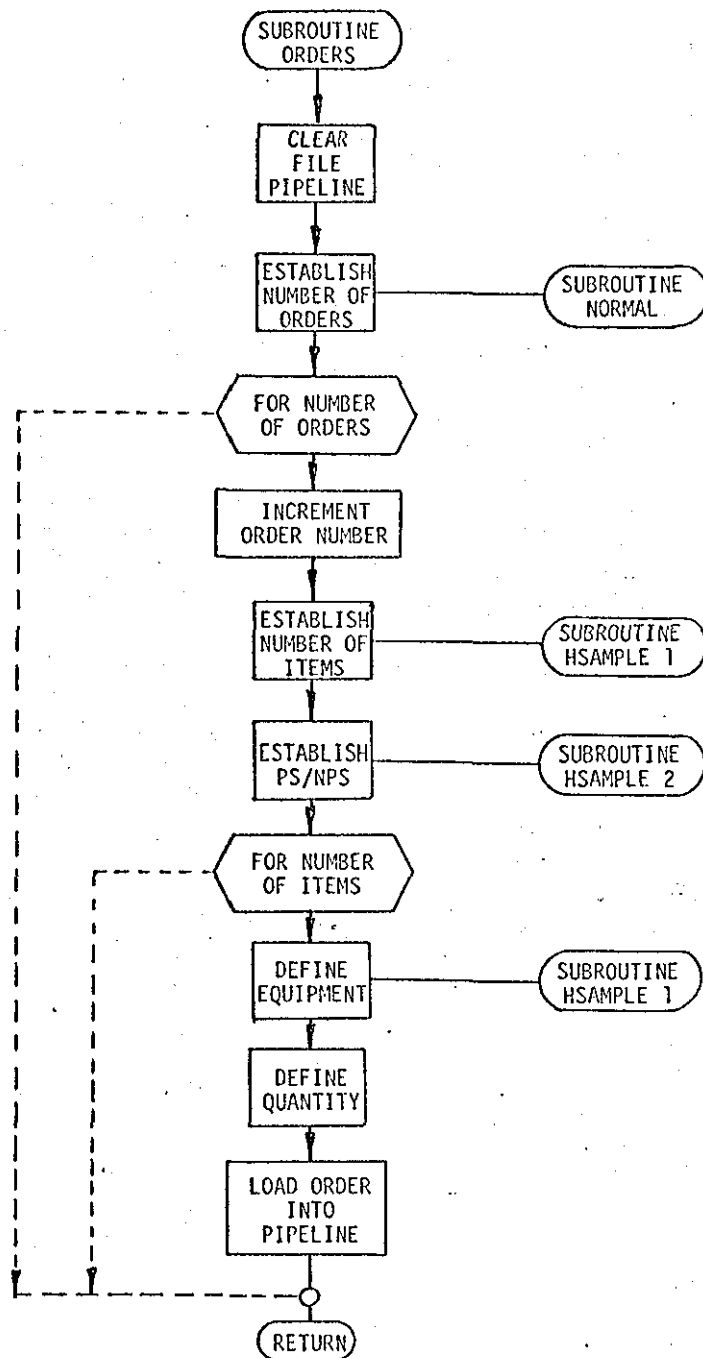 SUBROUTINE
ORDERS
CLEAR
FILE
PIPELINE
ESTABLISH
NUMBER OF
ORDERS
SUBROUTINE
NORMAL
FOR NUMBER
OF ORDERS
INCREMENT
ORDER NUMBER
ESTABLISH
NUMBER OF
ITEMS
SUBROUTINE
HSAMPLE 1
ESTABLISH
PS/NPS
SUBROUTINE
HSAMPLE 2
FOR NUMBER
OF ITEMS
DEFINE
EQUIPMENT
SUBROUTINE
HSAMPLE 1
DEFINE
QUANTITY
LOAD ORDER
INTO
PIPELINE
RETURN